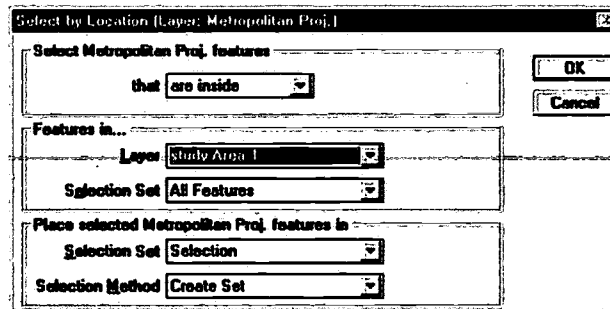 Select by Location (Layer: Metropolitan Proj.)
Select Metropolitan Proj. features
that are inside
OK
Cancel
Features in...
Layer study Area 1
Selection Set All Features
Place selected Metropolitan Proj. features in
Selection Set Selection
Selection Method Create Set